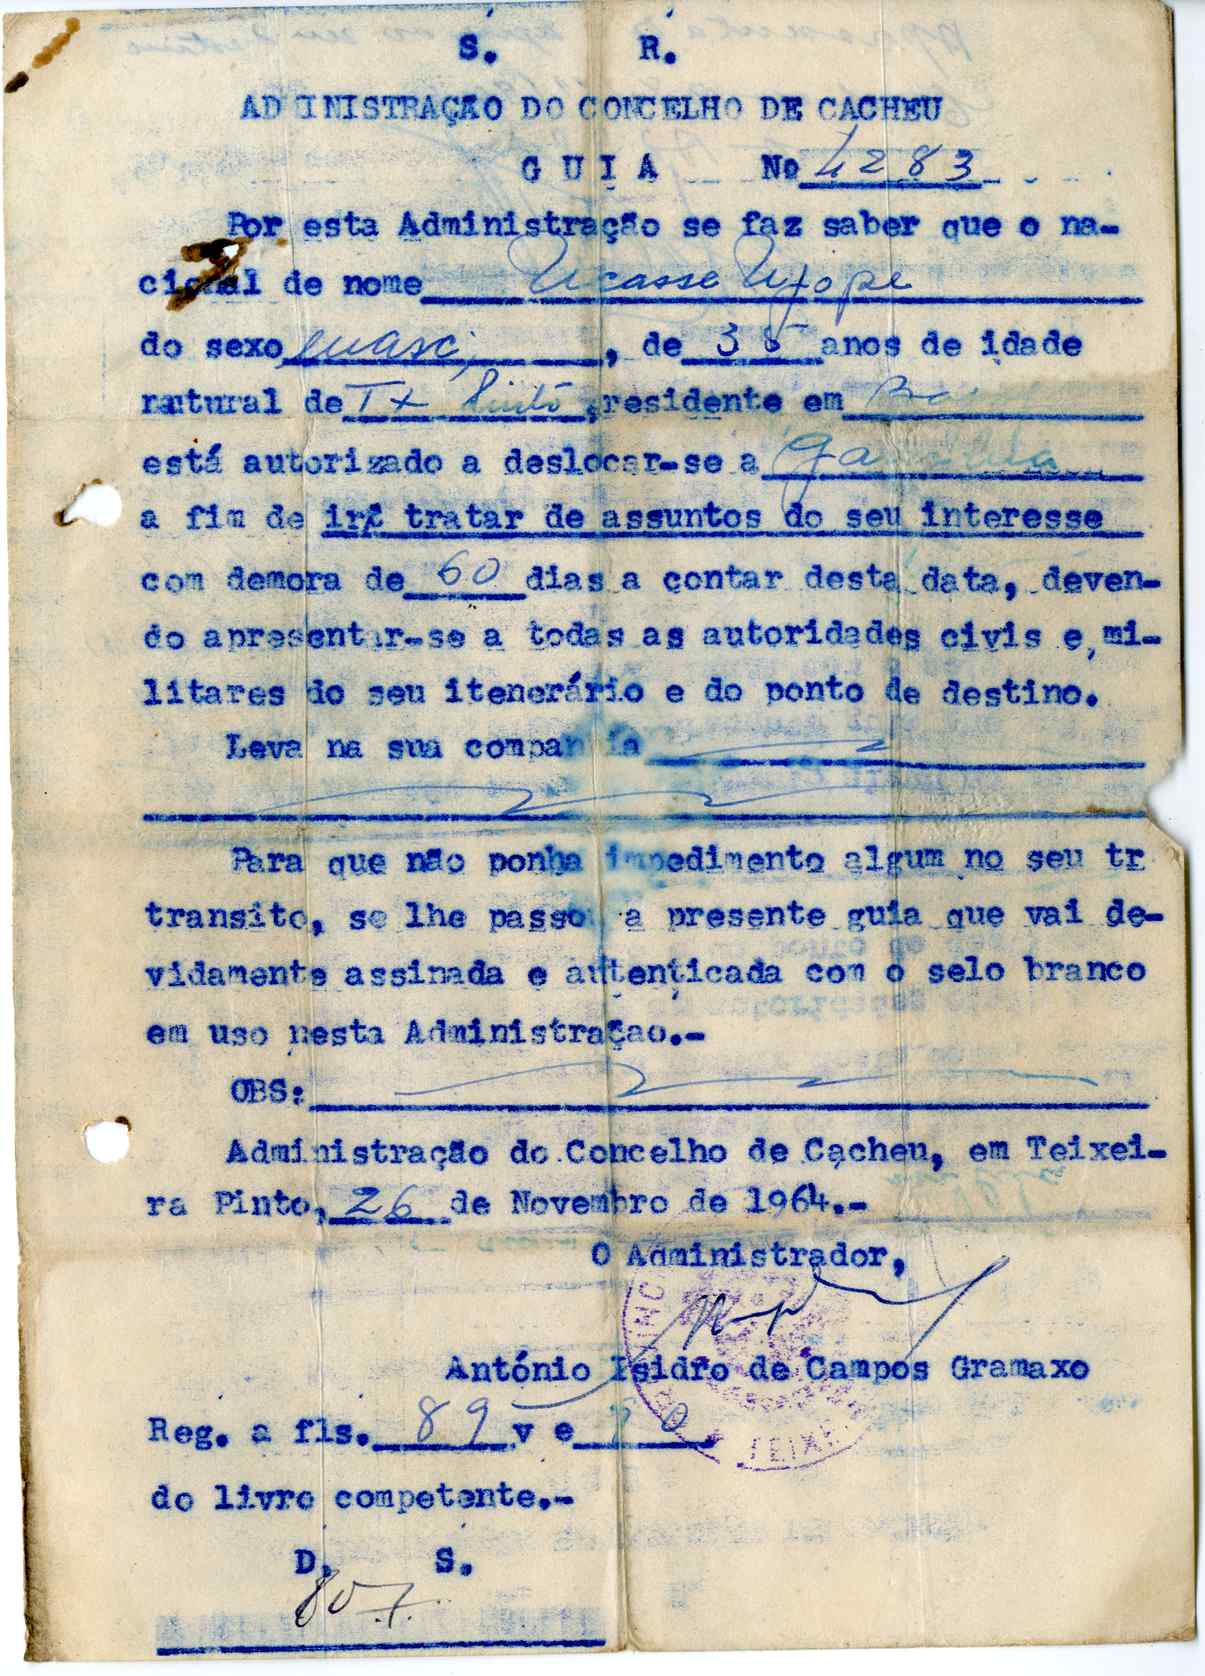 S. R.
ADMINISTRAÇÃO DO CONCELHO DE CACHEU
G U I A Nº 4283
Por esta Administração se faz saber que o na-
cional de nome Ucasse Ujope
do sexo masc, de 35 anos de idade
natural de Tx Pinto, residente em
está autorizado a deslocar-se a Gambia
a fim de ir tratar de assuntos do seu interesse
com demora de 60 dias a contar desta data, deven-
do apresentar-se a todas as autoridades civis e mi-
litares do seu itenerário e do ponto de destino.
Leva na sua companhia
Para que não ponha impedimento algum no seu tr
transito, se lhe passou a presente guia que vai de-
vidamente assinada e autenticada com o selo branco
em uso nesta Administraçao.-
OBS:
Administração do Concelho de Cacheu, em Teixei-
ra Pinto, 26 de Novembro de 1964.-
O Administrador,
António Isidro de Campos Gramaxo
Reg. a fls. 89 v e 90
do livro competente.-
D. S.
807